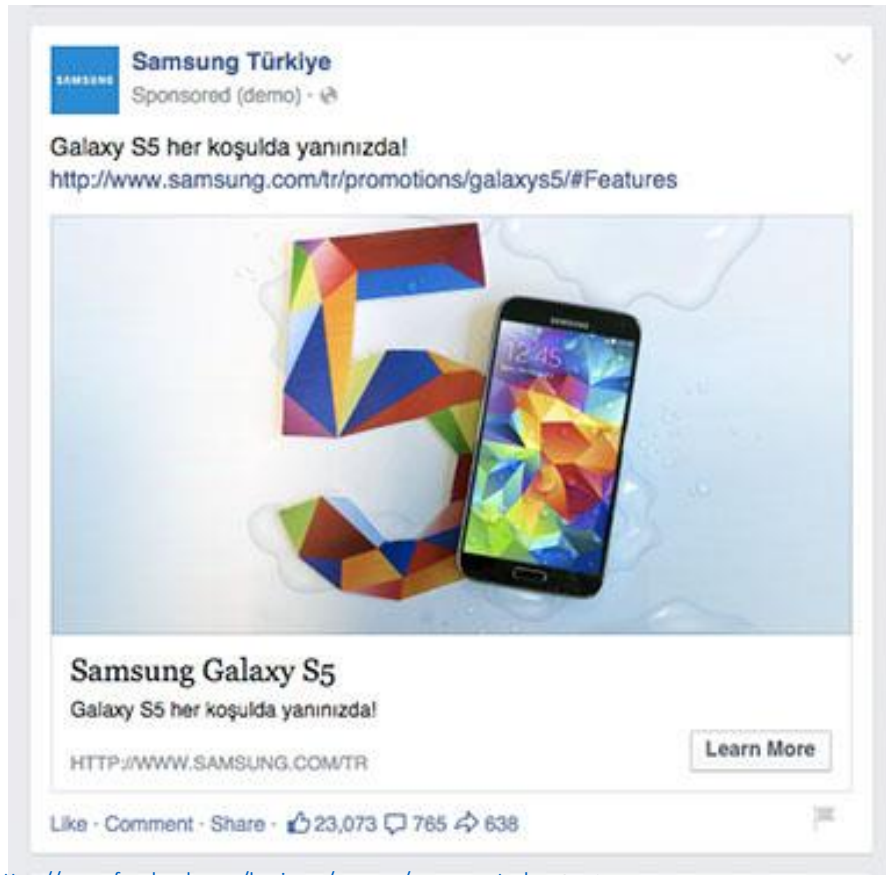 SAMSUNG
Samsung Türkiye
Sponsored (demo) ·
Galaxy S5 her koşulda yanınızda!
http://www.samsung.com/tr/promotions/galaxys5/#Features
SAMSUNG
12:45
Samsung Galaxy S5
Galaxy S5 her koşulda yanınızda!
HTTP://WWW.SAMSUNG.COM/TR
Learn More
Like · Comment · Share · 23,073 765 638